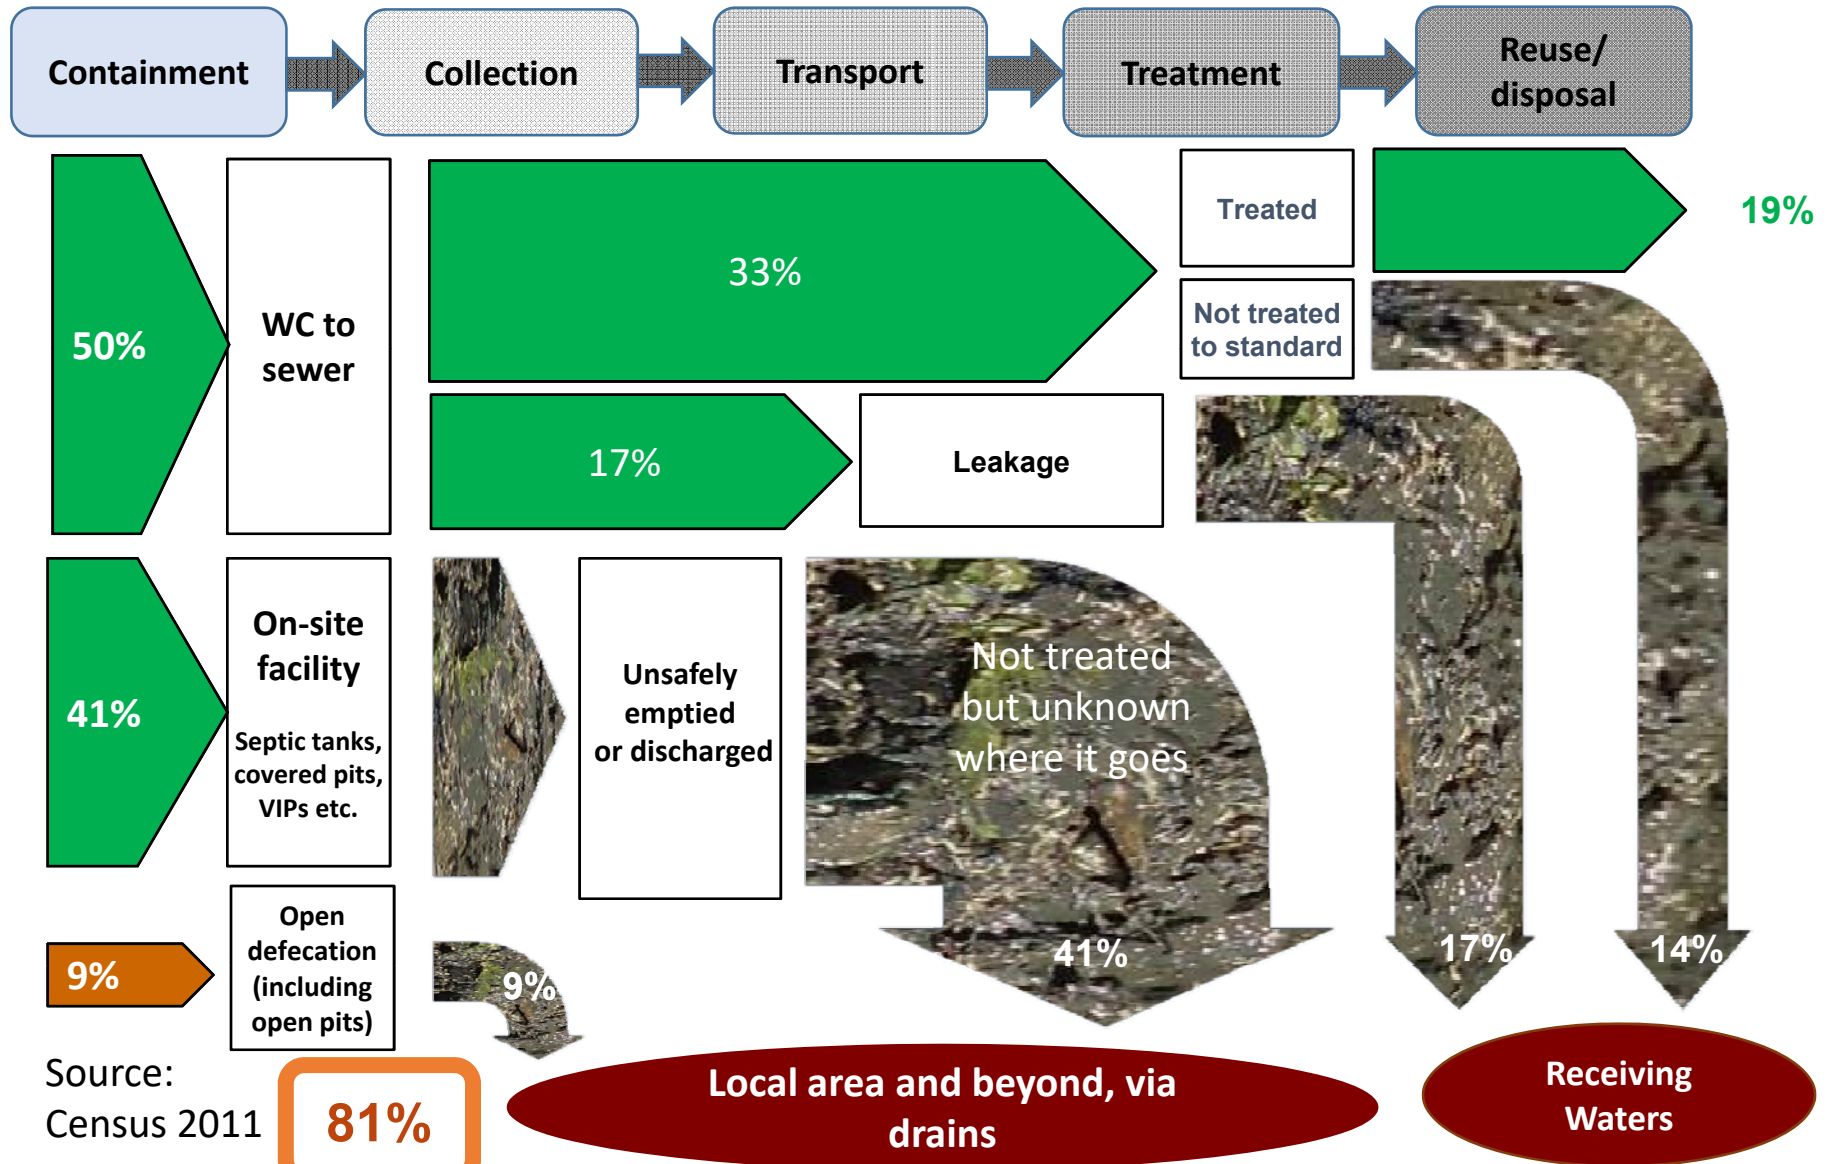 Containment
Collection
Transport
Treatment
Reuse/
disposal
50%
WC to
sewer
33%
Treated
19%
Not treated
to standard
17%
Leakage
41%
On-site
facility
Septic tanks,
covered pits,
VIPs etc.
Unsafely
emptied
or discharged
Not treated
but unknown
where it goes
41%
17%
14%
9%
Open
defecation
(including
open pits)
9%
Source:
Census 2011
81%
Local area and beyond, via
drains
Receiving
Waters